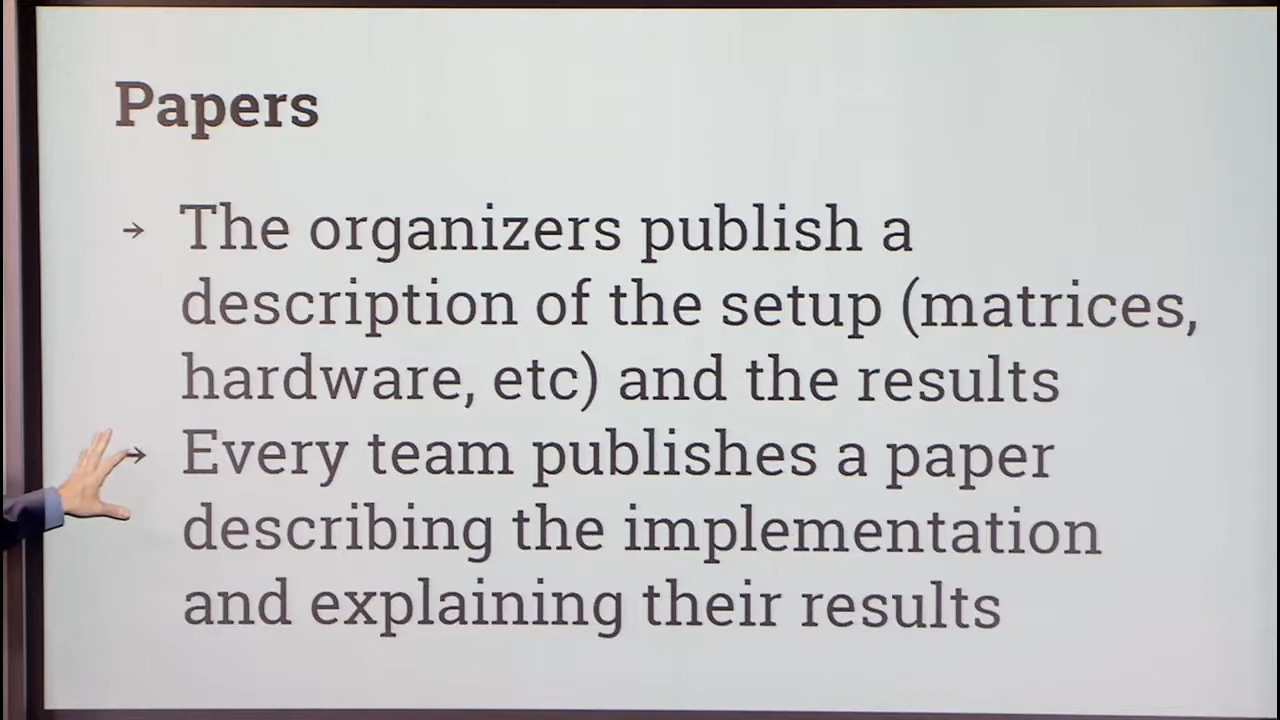 Papers
→ The organizers publish a
description of the setup (matrices,
hardware, etc) and the results
→ Every team publishes a paper
describing the implementation
and explaining their results